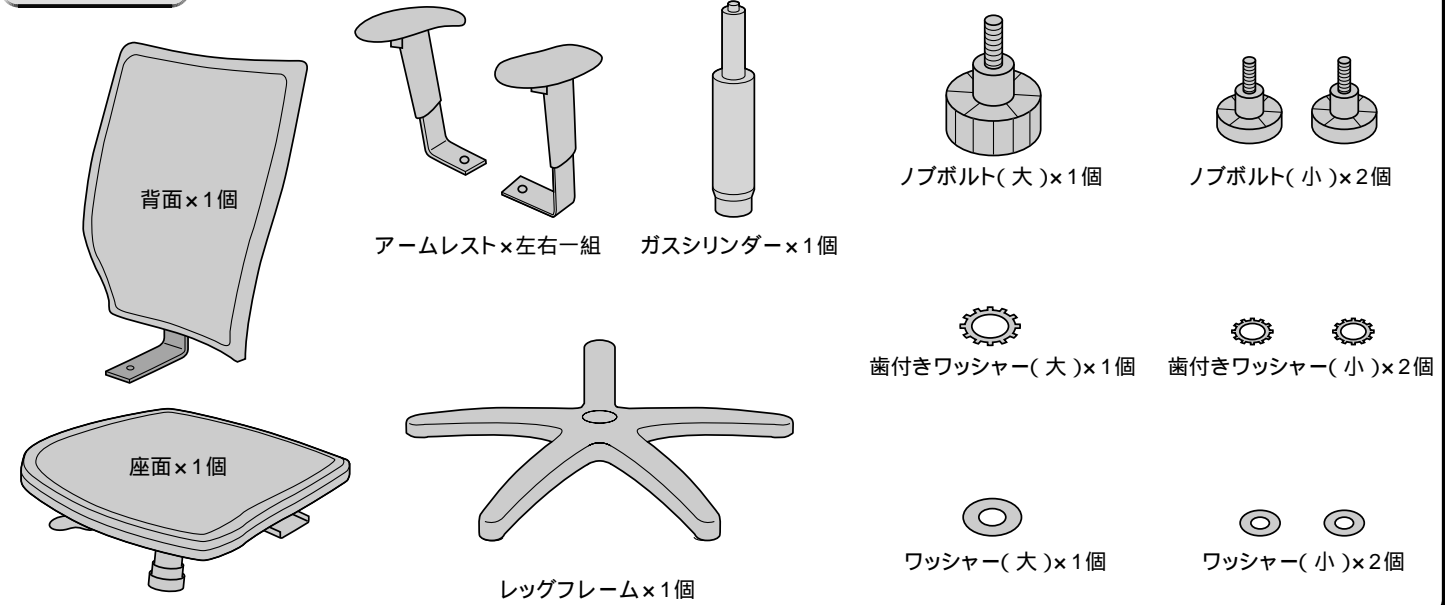 背面×1個
アームレスト×左右一組
ガスシリンダー×1個
ノブボルト(大)×1個
ノブボルト(小)×2個
歯付きワッシャー(大)×1個
歯付きワッシャー(小)×2個
座面×1個
レッグフレーム×1個
ワッシャー(大)×1個
ワッシャー(小)×2個